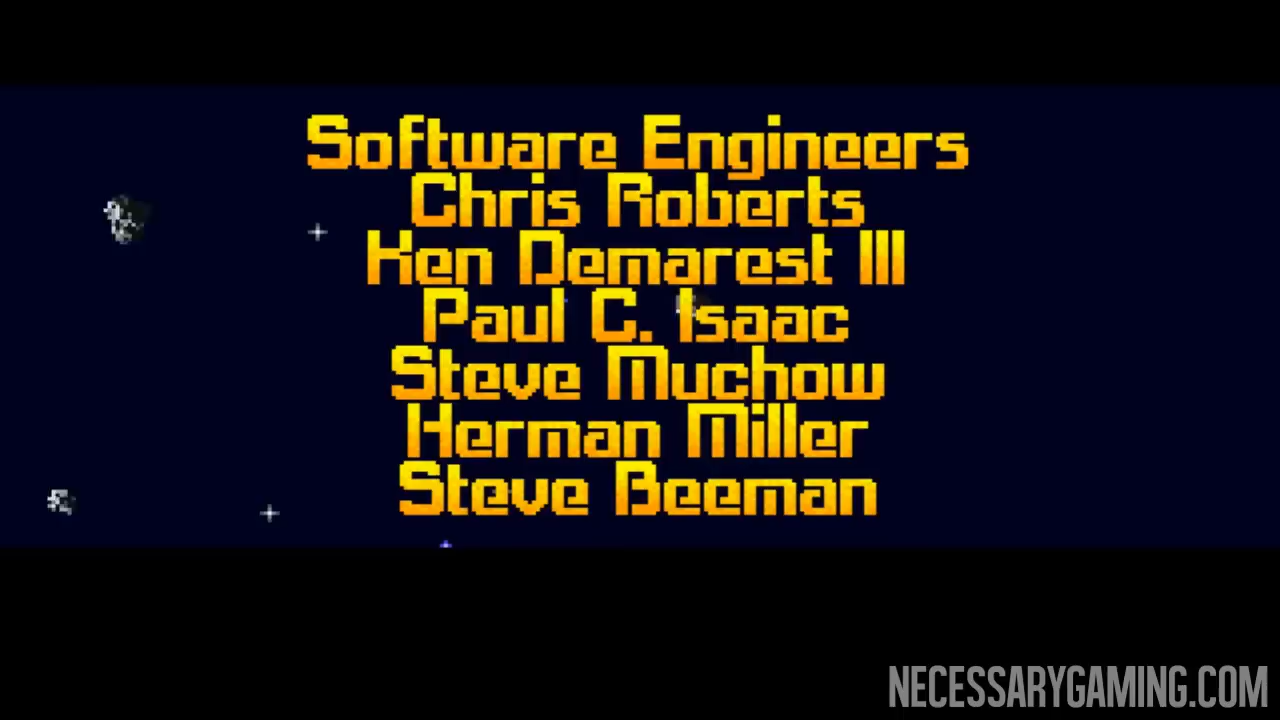 Software Engineers
Chris Roberts
Ken Demarest III
Paul C. Isaac
Steve Muchow
Herman Miller
Steve Beeman
NECESSARYGAMING.COM